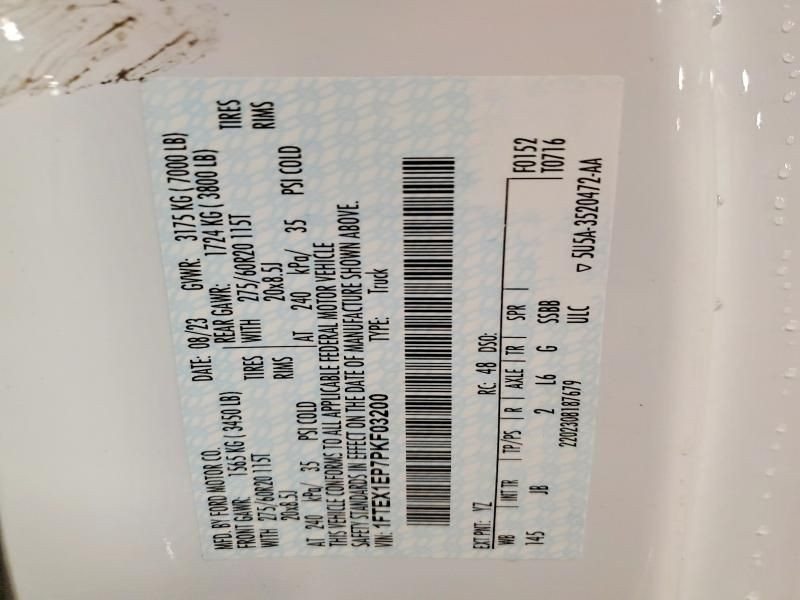 MFD. BY FORD MOTOR CO. DATE: 08/23 GVWR: 3175 KG ( 7000 LB)
FRONT GAWR: 1565 KG ( 3450 LB) REAR GAWR: 1724 KG ( 3800 LB)
WITH 275/60R20 115T TIRES WITH 275/60R20 115T TIRES
20x8.5J RIMS 20x8.5J RIMS
AT 240 kPa/ 35 PSI COLD AT 240 kPa/ 35 PSI COLD
THIS VEHICLE CONFORMS TO ALL APPLICABLE FEDERAL MOTOR VEHICLE
SAFETY STANDARDS IN EFFECT ON THE DATE OF MANUFACTURE SHOWN ABOVE.
VIN: 1FTEX1EP7PKF03200 TYPE: Truck
EXT PNT: YZ RC: 48 DSO: F0152
WB INT TR TP/PS R AXLE TR SPR T0716
145 JB 2 L6 G SSBB
2202308187679 ULC
▽ 5U5A-3520472-AA